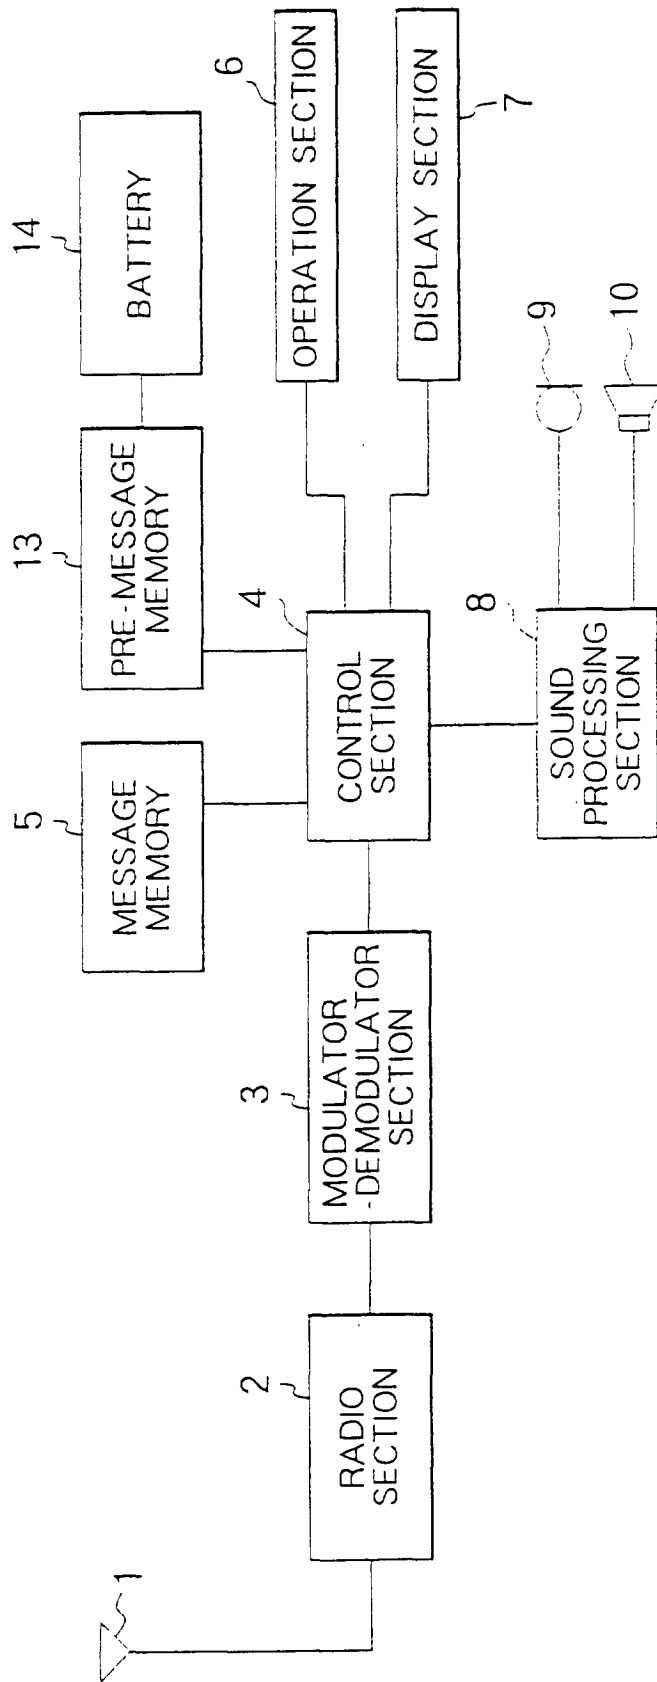 1
2
RADIO
SECTION
3
MODULATOR
-DEMODULATOR
SECTION
4
CONTROL
SECTION
5
MESSAGE
MEMORY
13
PRE-MESSAGE
MEMORY
14
BATTERY
6
OPERATION SECTION
7
DISPLAY SECTION
8
SOUND
PROCESSING
SECTION
9
10